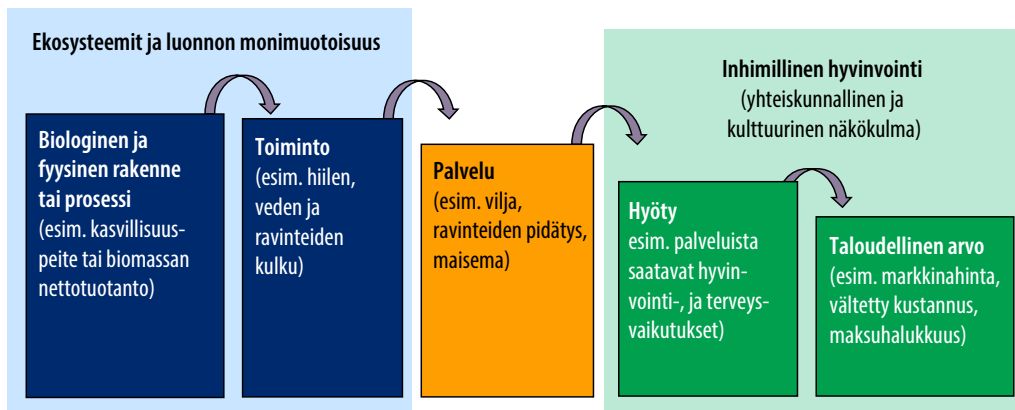 Ekosysteemit ja luonnon monimuotoisuus
Biologinen ja
fyysinen rakenne
tai prosessi
(esim. kasvillisuus-
peite tai biomassan
nettotuotanto)
Toiminto
(esim. hiilen,
veden ja
ravinteiden
kulku)
Palvelu
(esim. vilja,
ravinteiden pidätys,
maisema)
Inhimillinen hyvinvointi
(yhteiskunnallinen ja
kulttuurinen näkökulma)
Hyöty
esim. palveluista
saatavat hyvin-
vointi-, ja terveys-
vaikutukset)
Taloudellinen arvo
(esim. markkinahinta,
vältetty kustannus,
maksuhalukkuus)